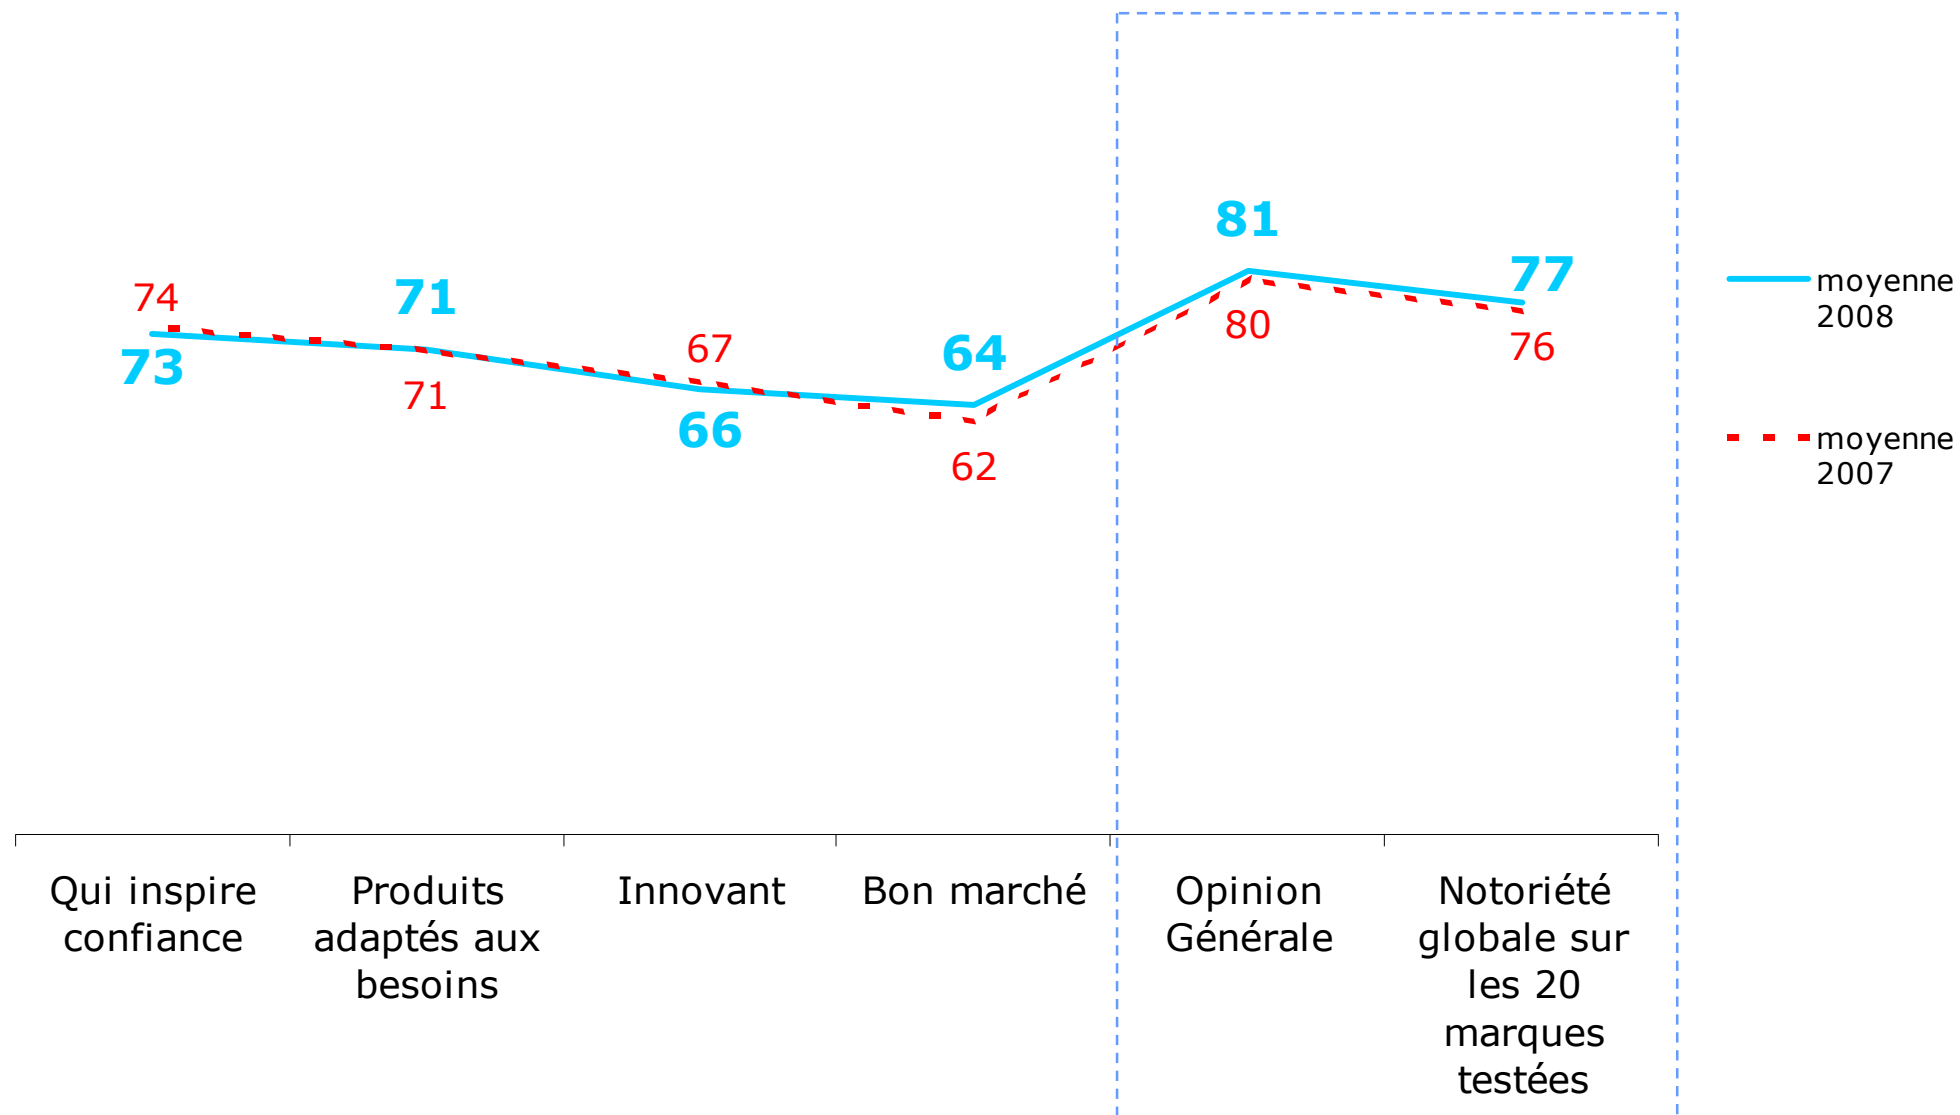 81
77
74
71
73
67
64
66
71
62
80
76
moyenne
2008
moyenne
2007
Qui inspire
confiance
Produits
adaptés aux
besoins
Innovant
Bon marché
Opinion
Générale
Notoriété
globale sur
les 20
marques
testées